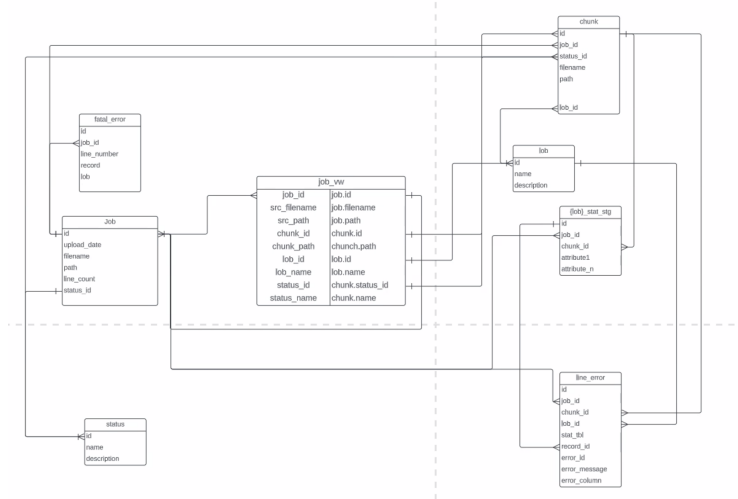 chunk
id
job_id
status_id
filename
path
lob_id
fatal_error
id
job_id
line_number
record
lob
lob
id
name
description
job_vw
job_id job.id
src_filename job.filename
src_path job.path
chunk_id chunk.id
chunk_path chunch.path
lob_id lob.id
lob_name lob.name
status_id chunk.status_id
status_name chunk.name
Job
id
upload_date
filename
path
line_count
status_id
{lob}_stat_stg
id
job_id
chunk_id
attribute1
attribute_n
line_error
id
job_id
chunk_id
lob_id
stat_tbl
record_id
error_id
error_message
error_column
status
id
name
description